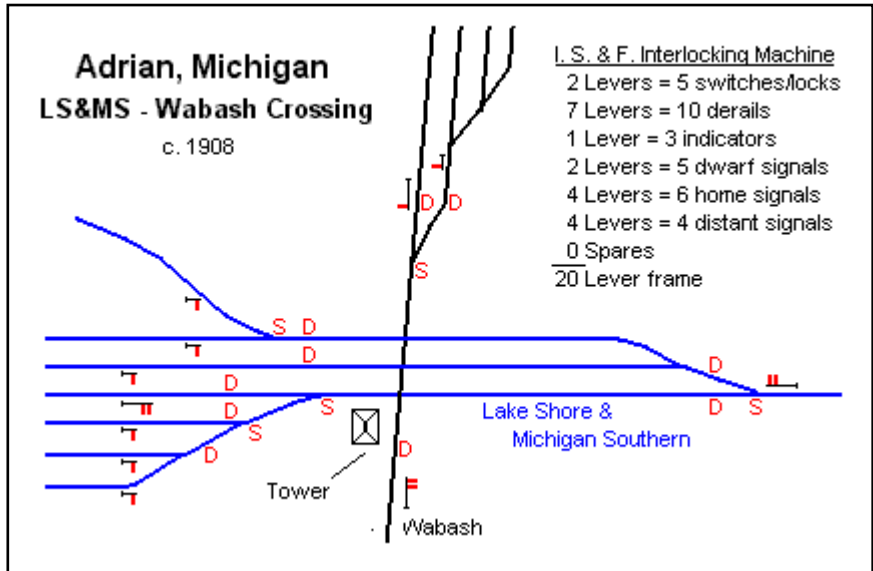 Adrian, Michigan
LS&MS - Wabash Crossing
c. 1908
I. S. & F. Interlocking Machine
2 Levers = 5 switches/locks
7 Levers = 10 derails
1 Lever = 3 indicators
2 Levers = 5 dwarf signals
4 Levers = 6 home signals
4 Levers = 4 distant signals
0 Spares
20 Lever frame
D D
S
S D
D
D
D
D
S
D
S
D
D S
D
Lake Shore &
Michigan Southern
Tower
Wabash